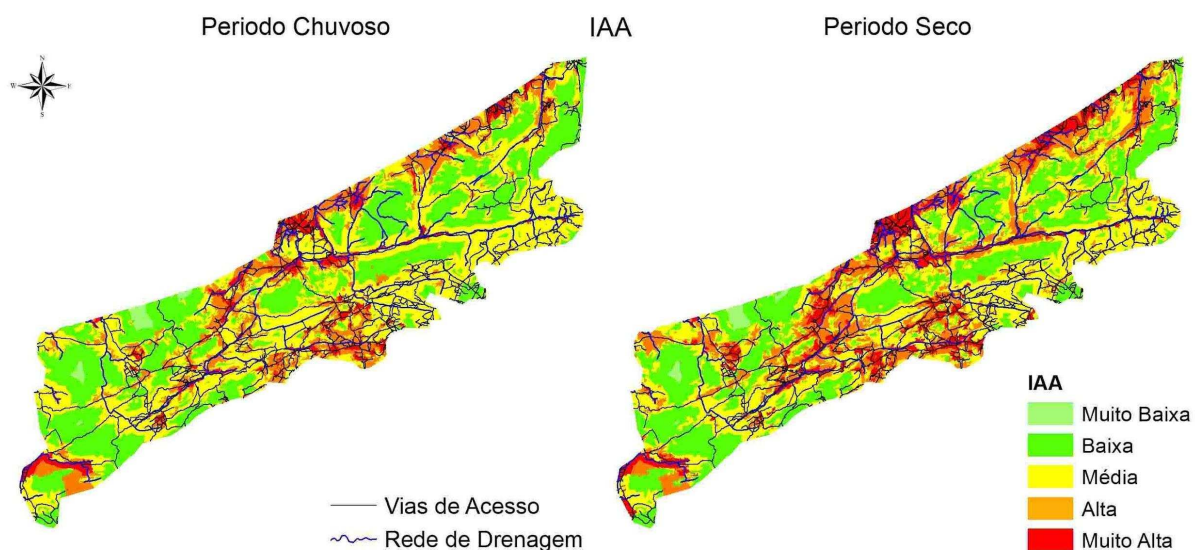 Periodo Chuvoso
IAA
Periodo Seco
N
W
E
S
IAA
Muito Baixa
Baixa
Média
Alta
Muito Alta
Vias de Acesso
Rede de Drenagem